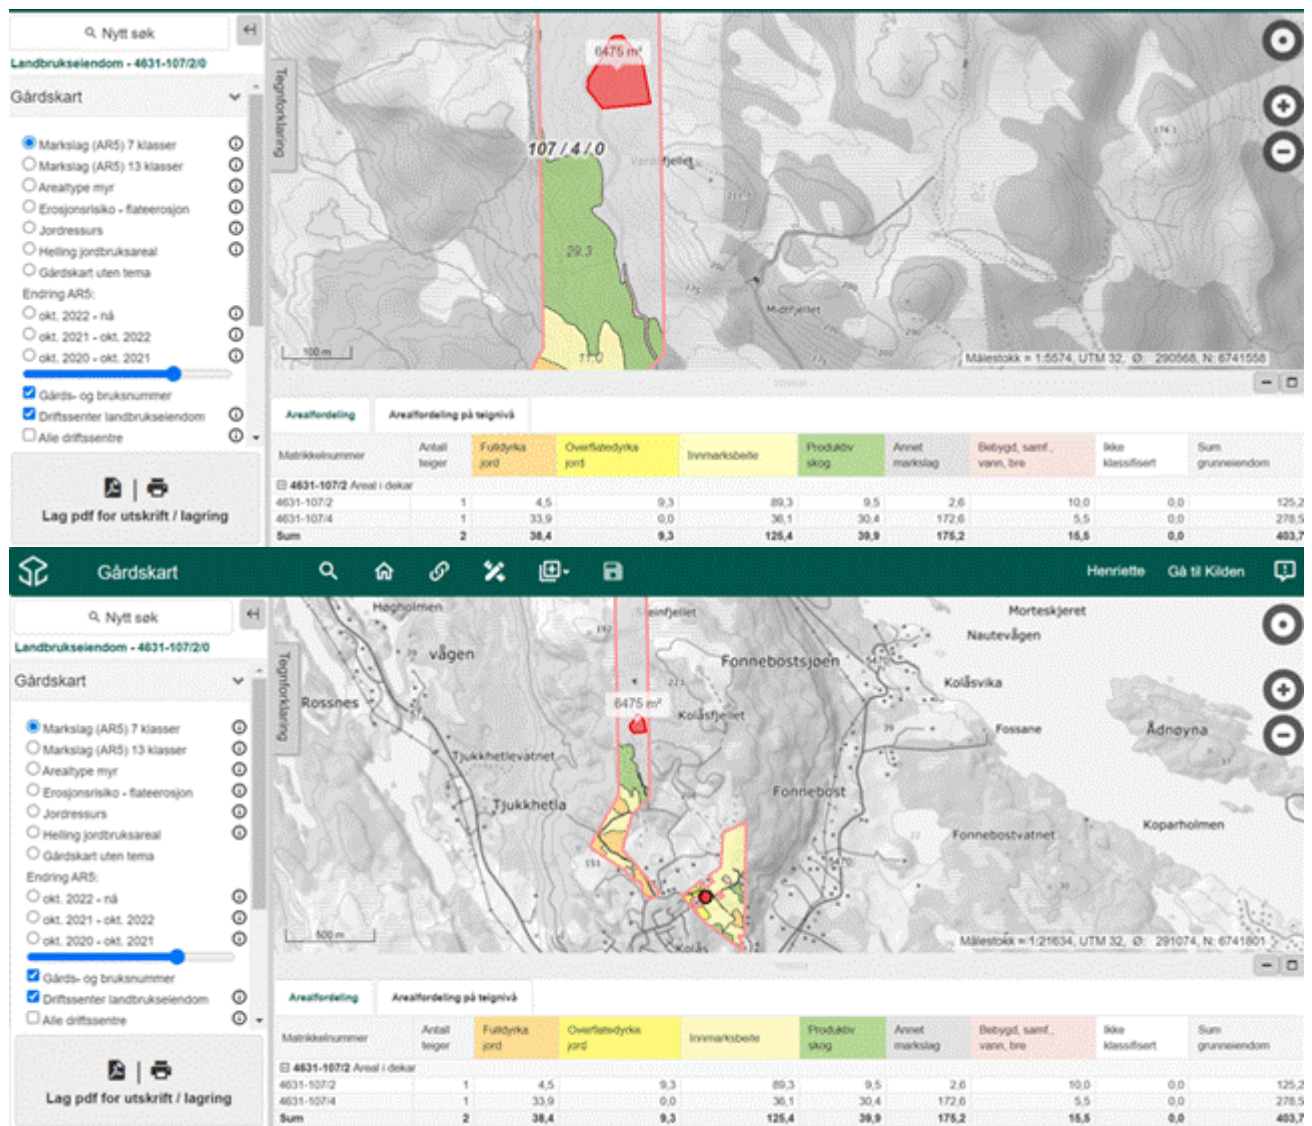 Nytt søk
Landbrukseiendom - 4631-107/2/0
Gårdskart
Markslag (AR5) 7 klasser
Markslag (AR5) 13 klasser
Arealtype myr
Erosjonsrisiko - flateerosjon
Jordressurs
Helling jordbruksareal
Gårdskart uten tema
Endring AR5:
okt. 2022 - nå
okt. 2021 - okt. 2022
okt. 2020 - okt. 2021
Gårds- og bruksnummer
Driftssenter landbrukseiendom
Alle driftssentre
Lag pdf for utskrift / lagring
Tegnforklaring
6475 m²
107 / 4 / 0
29.3
11.0
Midtfjellet
100 m
Målestokk = 1:5574, UTM 32, Ø: 290568, N: 6741558
Arealfordeling Arealfordeling på teignivå
Matrikkelnummer Antall teiger Fulldyrka jord Overflatedyrka jord Innmarksbeite Produktiv skog Annet markslag Bebygd, samf., vann, bre Ikke klassifisert Sum grunneiendom
4631-107/2 Areal i dekar
4631-107/2 1 4,5 9,3 89,3 9,5 2,6 10,0 0,0 125,2
4631-107/4 1 33,9 0,0 36,1 30,4 172,6 5,5 0,0 278,5
Sum 2 38,4 9,3 125,4 39,9 175,2 15,5 0,0 403,7
Gårdskart
Henriette Gå til Kilden
Nytt søk
Landbrukseiendom - 4631-107/2/0
Gårdskart
Markslag (AR5) 7 klasser
Markslag (AR5) 13 klasser
Arealtype myr
Erosjonsrisiko - flateerosjon
Jordressurs
Helling jordbruksareal
Gårdskart uten tema
Endring AR5:
okt. 2022 - nå
okt. 2021 - okt. 2022
okt. 2020 - okt. 2021
Gårds- og bruksnummer
Driftssenter landbrukseiendom
Alle driftssentre
Lag pdf for utskrift / lagring
Tegnforklaring
Høgholmen
vågen
Rossnes
Tjukkhetlevatnet
Tjukkhetla
151
6475 m²
Kolåsfjellet
Fonnebostsjøen
Fonnebost
5470
5470
Morteskjeret
Nautevågen
Kolåsvika
Fossane
Ådnøyna
Koparholmen
Fonnebostvatnet
Kolås
500 m
Målestokk = 1:21634, UTM 32, Ø: 291074, N: 6741801
Arealfordeling Arealfordeling på teignivå
Matrikkelnummer Antall teiger Fulldyrka jord Overflatedyrka jord Innmarksbeite Produktiv skog Annet markslag Bebygd, samf., vann, bre Ikke klassifisert Sum grunneiendom
4631-107/2 Areal i dekar
4631-107/2 1 4,5 9,3 89,3 9,5 2,6 10,0 0,0 125,2
4631-107/4 1 33,9 0,0 36,1 30,4 172,6 5,5 0,0 278,5
Sum 2 38,4 9,3 125,4 39,9 175,2 15,5 0,0 403,7